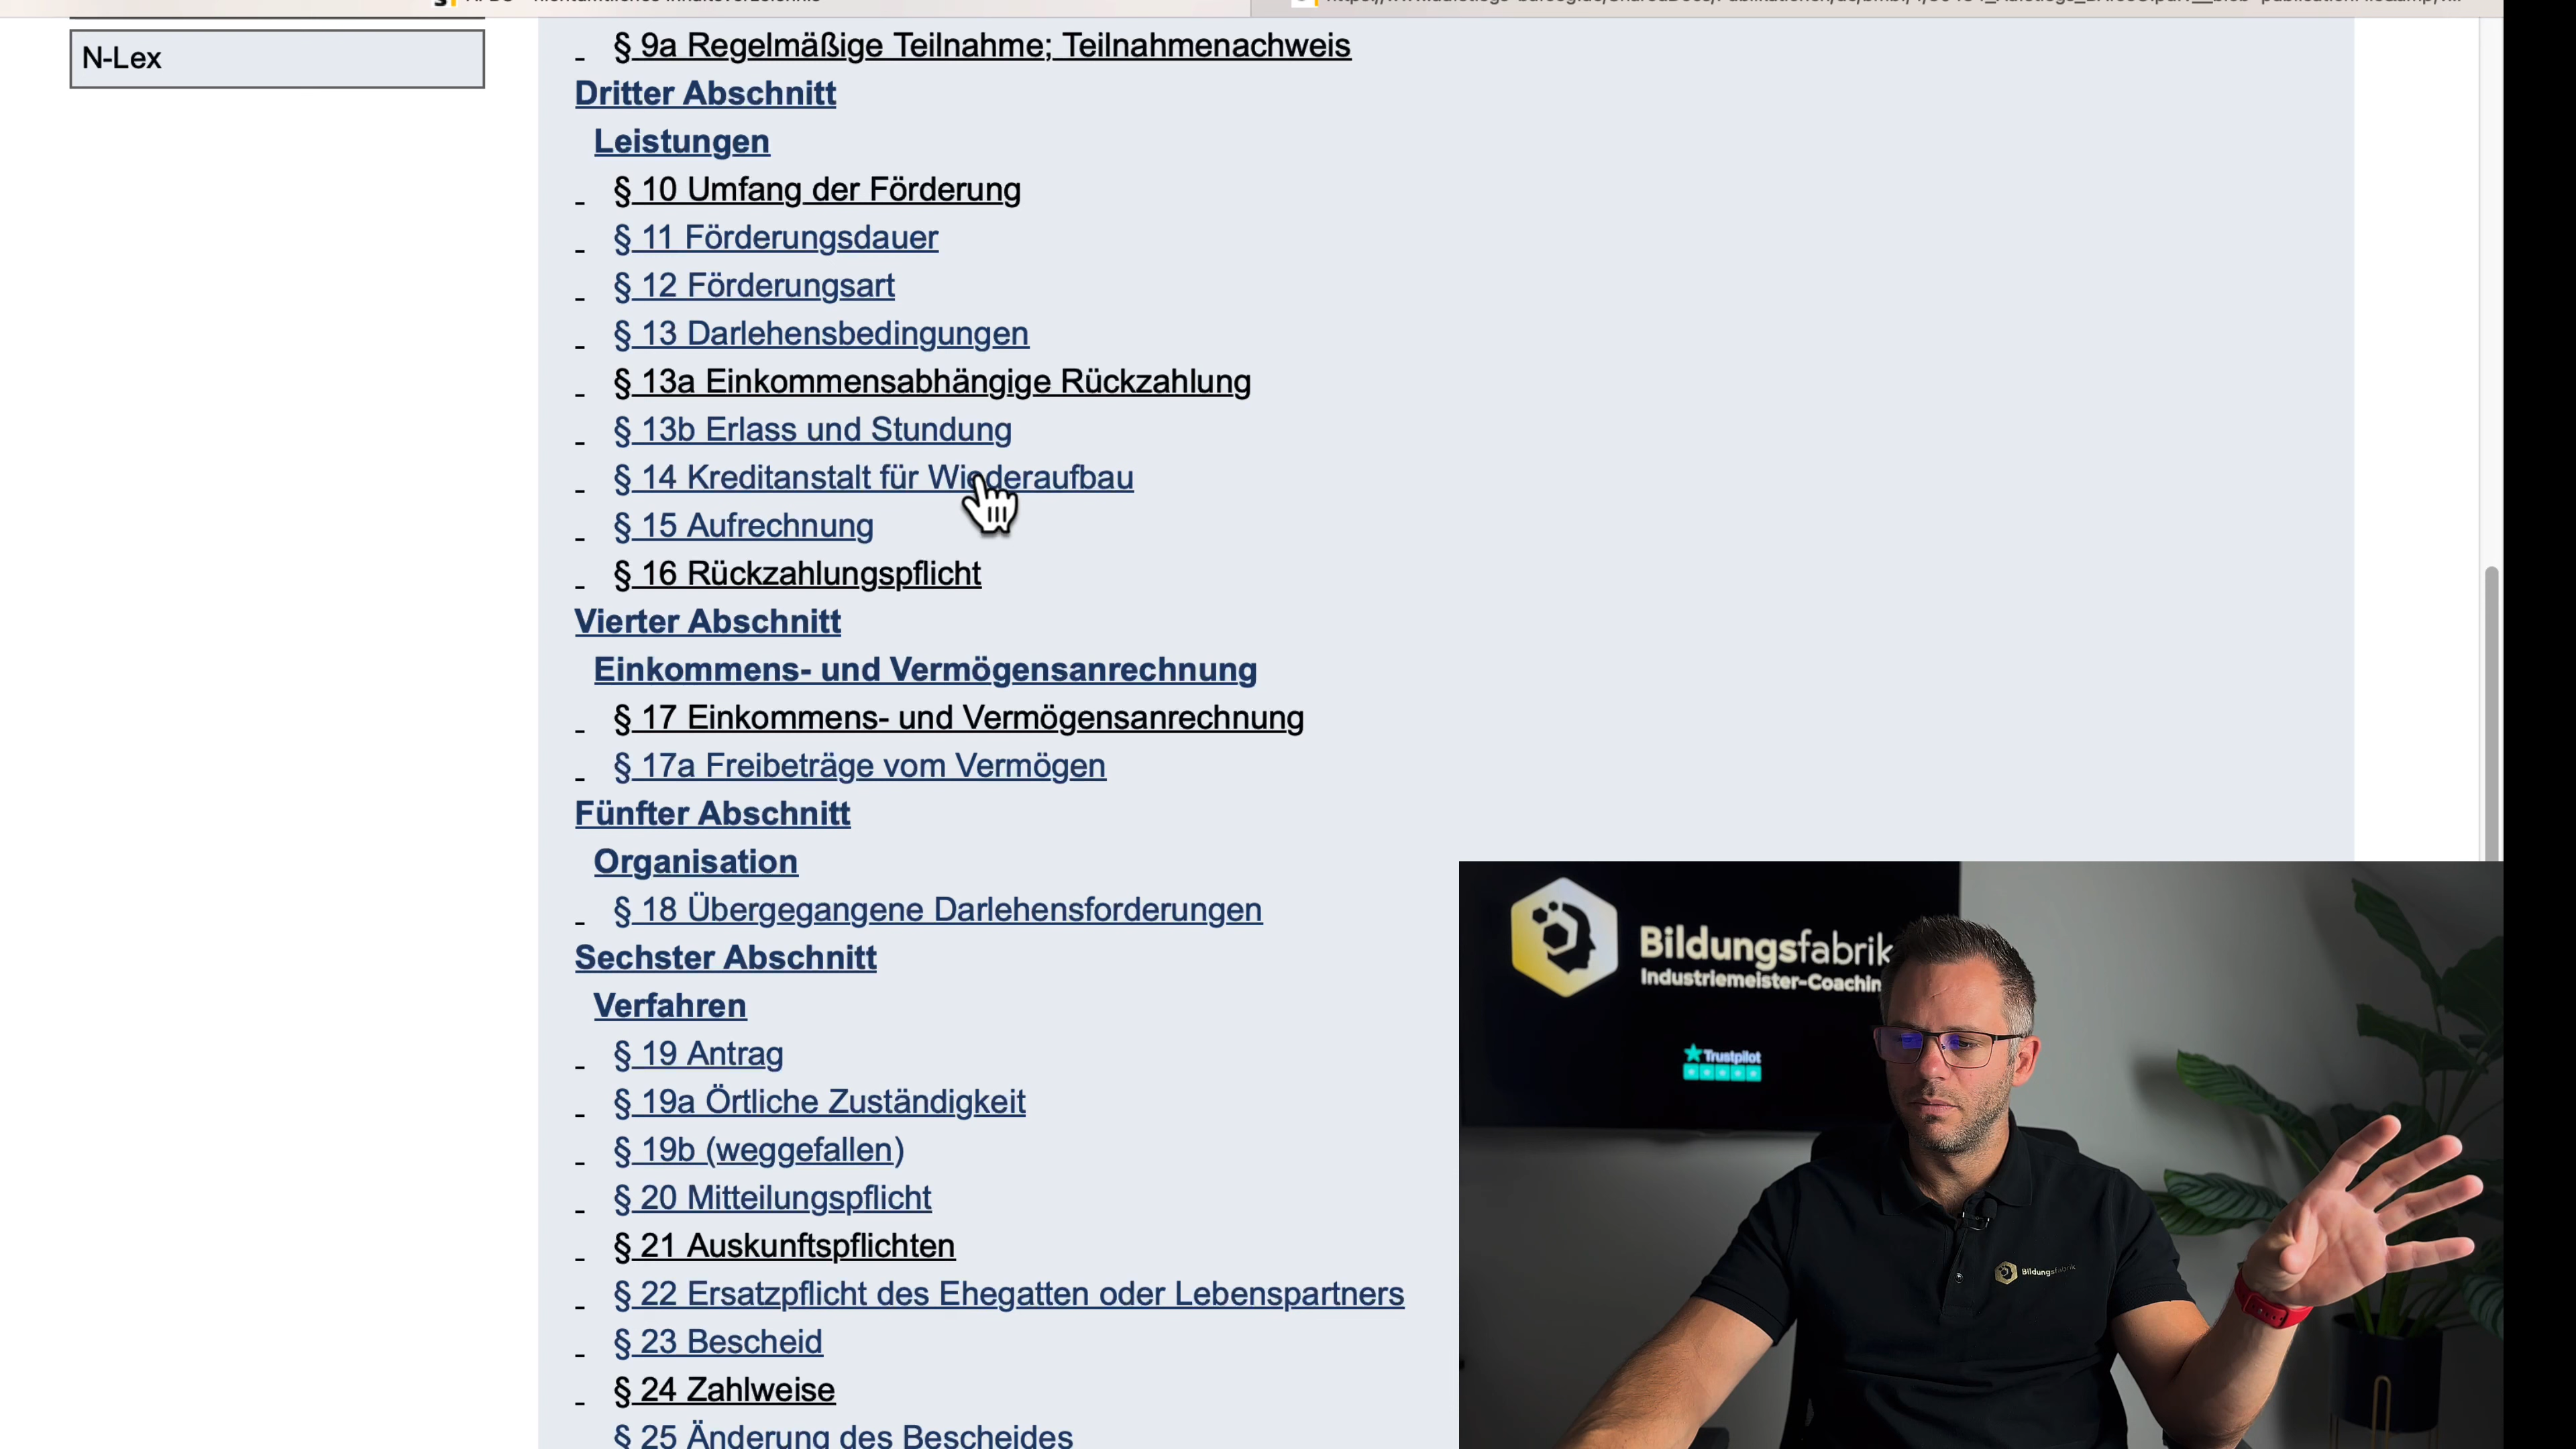 N-Lex
§ 9a Regelmäßige Teilnahme; Teilnahmenachweis
Dritter Abschnitt
Leistungen
§ 10 Umfang der Förderung
§ 11 Förderungsdauer
§ 12 Förderungsart
§ 13 Darlehensbedingungen
§ 13a Einkommensabhängige Rückzahlung
§ 13b Erlass und Stundung
§ 14 Kreditanstalt für Wiederaufbau
§ 15 Aufrechnung
§ 16 Rückzahlungspflicht
Vierter Abschnitt
Einkommens- und Vermögensanrechnung
§ 17 Einkommens- und Vermögensanrechnung
§ 17a Freibeträge vom Vermögen
Fünfter Abschnitt
Organisation
§ 18 Übergegangene Darlehensforderungen
Sechster Abschnitt
Verfahren
§ 19 Antrag
§ 19a Örtliche Zuständigkeit
§ 19b (weggefallen)
§ 20 Mitteilungspflicht
§ 21 Auskunftspflichten
§ 22 Ersatzpflicht des Ehegatten oder Lebenspartners
§ 23 Bescheid
§ 24 Zahlweise
§ 25 Änderung des Bescheides
Bildungsfabrik
Industriemeister-Coachin
Trustpilot
Bildungsfabrik